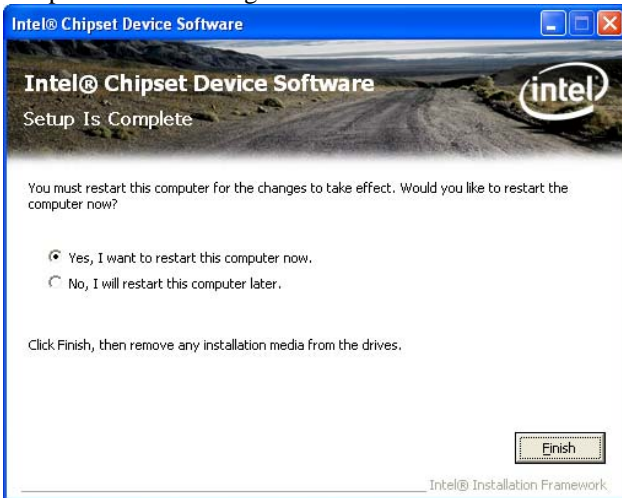 Intel® Chipset Device Software
Intel® Chipset Device Software
intel
Setup Is Complete
You must restart this computer for the changes to take effect. Would you like to restart the
computer now?
Yes, I want to restart this computer now.
No, I will restart this computer later.
Click Finish, then remove any installation media from the drives.
Finish
Intel® Installation Framework